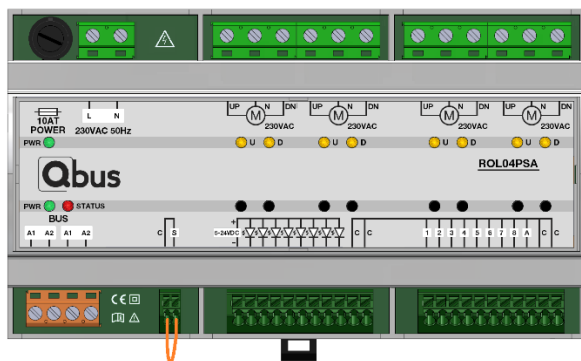 UP N DN UP N DN UP N DN UP N DN
M M M M
10AT
POWER
L N
230VAC 50Hz
230VAC 230VAC 230VAC 230VAC
PWR
U D U D U D U D
Qbus
ROL04PSA
PWR STATUS
BUS
A1 A2 A1 A2
C S
5-24VDC
+
-
C C
1 2 3 4 5 6 7 8 A C C
CE